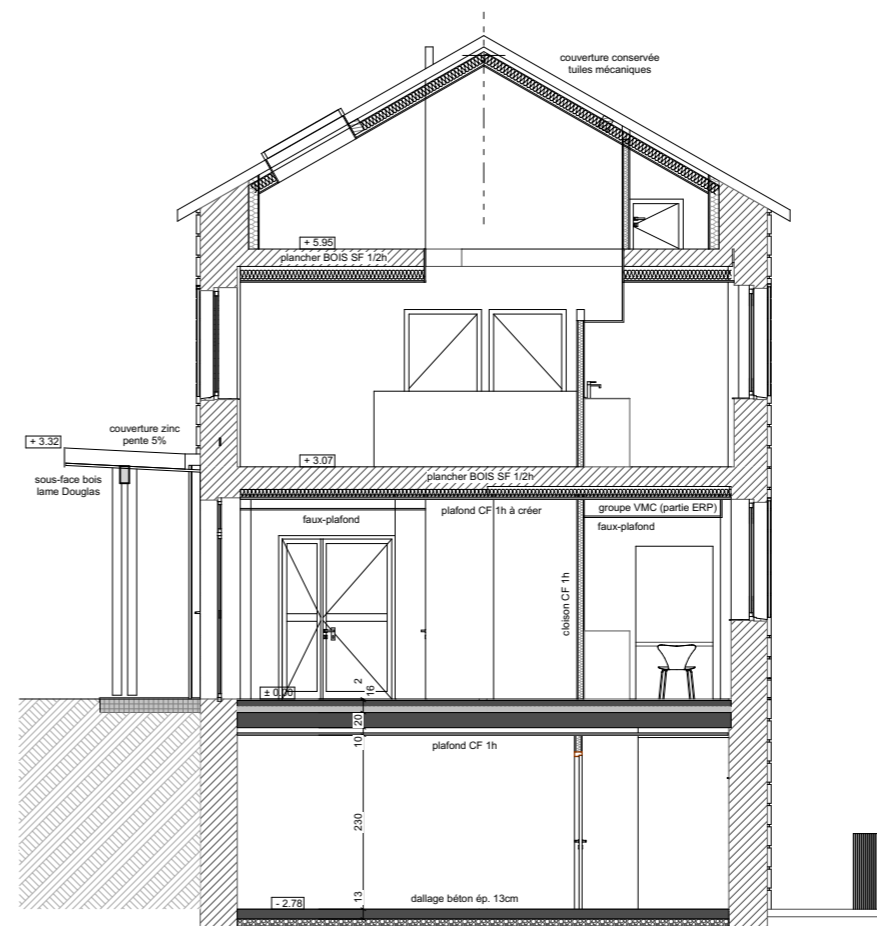 couverture conservée
tuiles mécaniques
+ 5.95
plancher BOIS SF 1/2h
couverture zinc
pente 5%
+ 3.32
sous-face bois
lame Douglas
+ 3.07
plancher BOIS SF 1/2h
faux-plafond
plafond CF 1h à créer
groupe VMC (partie ERP)
faux-plafond
cloison CF 1h
± 0,00
2
16
20
10
plafond CF 1h
230
13
dallage béton ép. 13cm
- 2.78